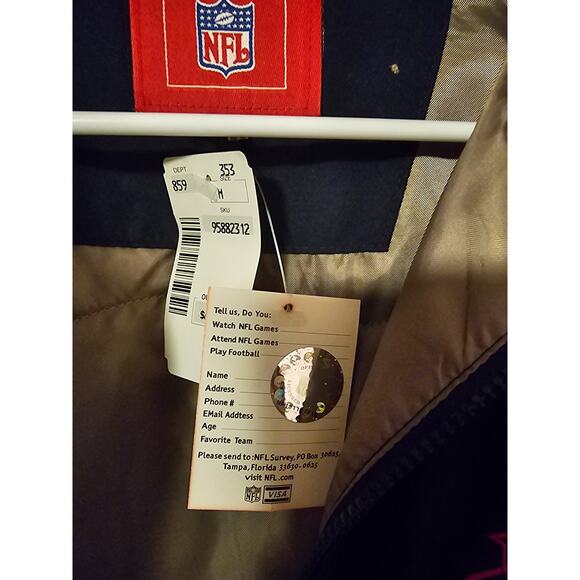 NFL
DEPT.
859
353
SIZE
M
SKU
95882312
Tell us, Do You:
Watch NFL Games
Attend NFL Games
Play Football
Name
Address
Phone #
EMail Addtess
Age
Favorite Team
Please send to: NFL Survey, PO Box 30625,
Tampa, Florida 33630-0625
visit NFL.com
NFL VISA